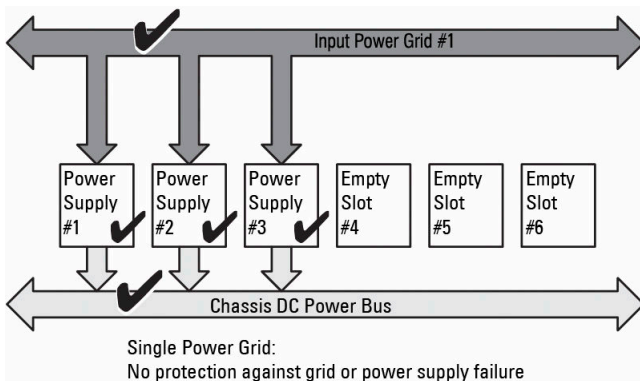 Input Power Grid #1
Power
Supply
#1
Power
Supply
#2
Power
Supply
#3
Empty
Slot
#4
Empty
Slot
#5
Empty
Slot
#6
Chassis DC Power Bus
Single Power Grid:
No protection against grid or power supply failure